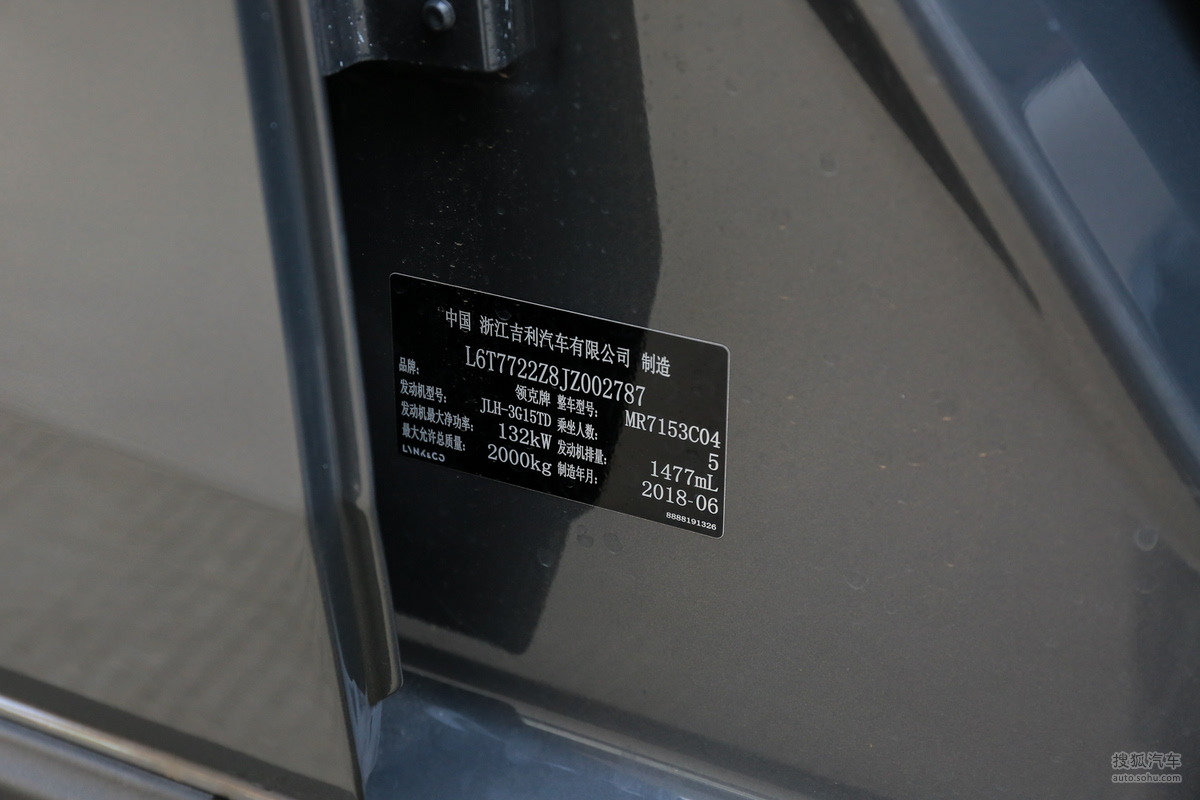 中国 浙江吉利汽车有限公司 制造
L6T7722Z8JZ002787
品牌: 领克牌 整车型号: MR7153C04
发动机型号: JLH-3G15TD 乘坐人数: 5
发动机最大净功率: 132kW 发动机排量: 1477mL
最大允许总质量: 2000kg 制造年月: 2018-06
LYNK&CO 8888191326
搜狐汽车
auto.sohu.com